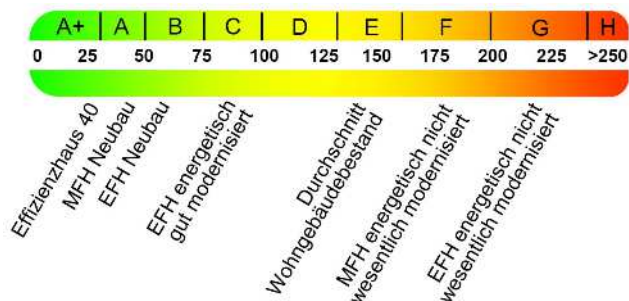 A+ A B C D E F G H
0 25 50 75 100 125 150 175 200 225 >250
Effizienzhaus 40
MFH Neubau
EFH Neubau
EFH energetisch
gut modernisiert
Durchschnitt
Wohngebäudebestand
MFH energetisch nicht
wesentlich modernisiert
EFH energetisch nicht
wesentlich modernisiert